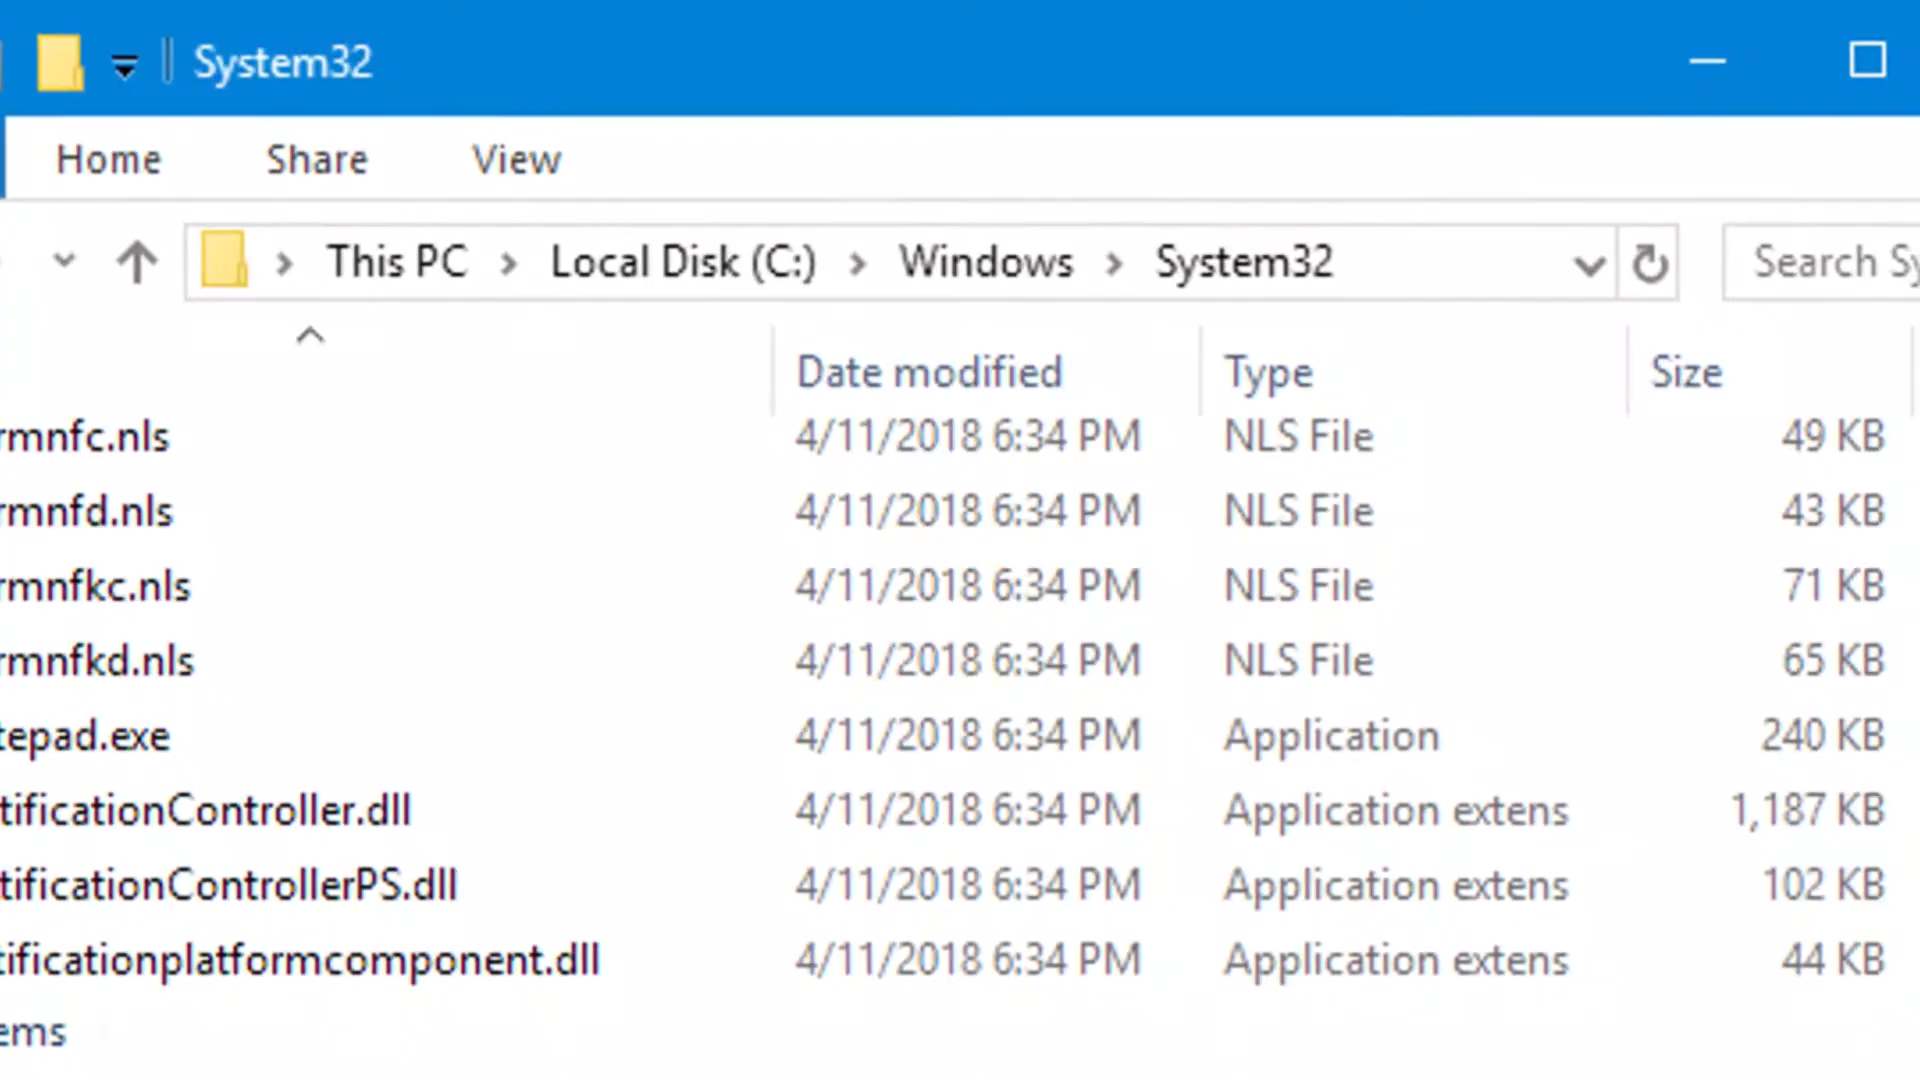 System32
Home Share View
This PC > Local Disk (C:) > Windows > System32 Search Sy
Date modified Type Size
rmnfc.nls 4/11/2018 6:34 PM NLS File 49 KB
rmnfd.nls 4/11/2018 6:34 PM NLS File 43 KB
rmnfkc.nls 4/11/2018 6:34 PM NLS File 71 KB
rmnfkd.nls 4/11/2018 6:34 PM NLS File 65 KB
tepad.exe 4/11/2018 6:34 PM Application 240 KB
tificationController.dll 4/11/2018 6:34 PM Application extens 1,187 KB
tificationControllerPS.dll 4/11/2018 6:34 PM Application extens 102 KB
tificationplatformcomponent.dll 4/11/2018 6:34 PM Application extens 44 KB
ems